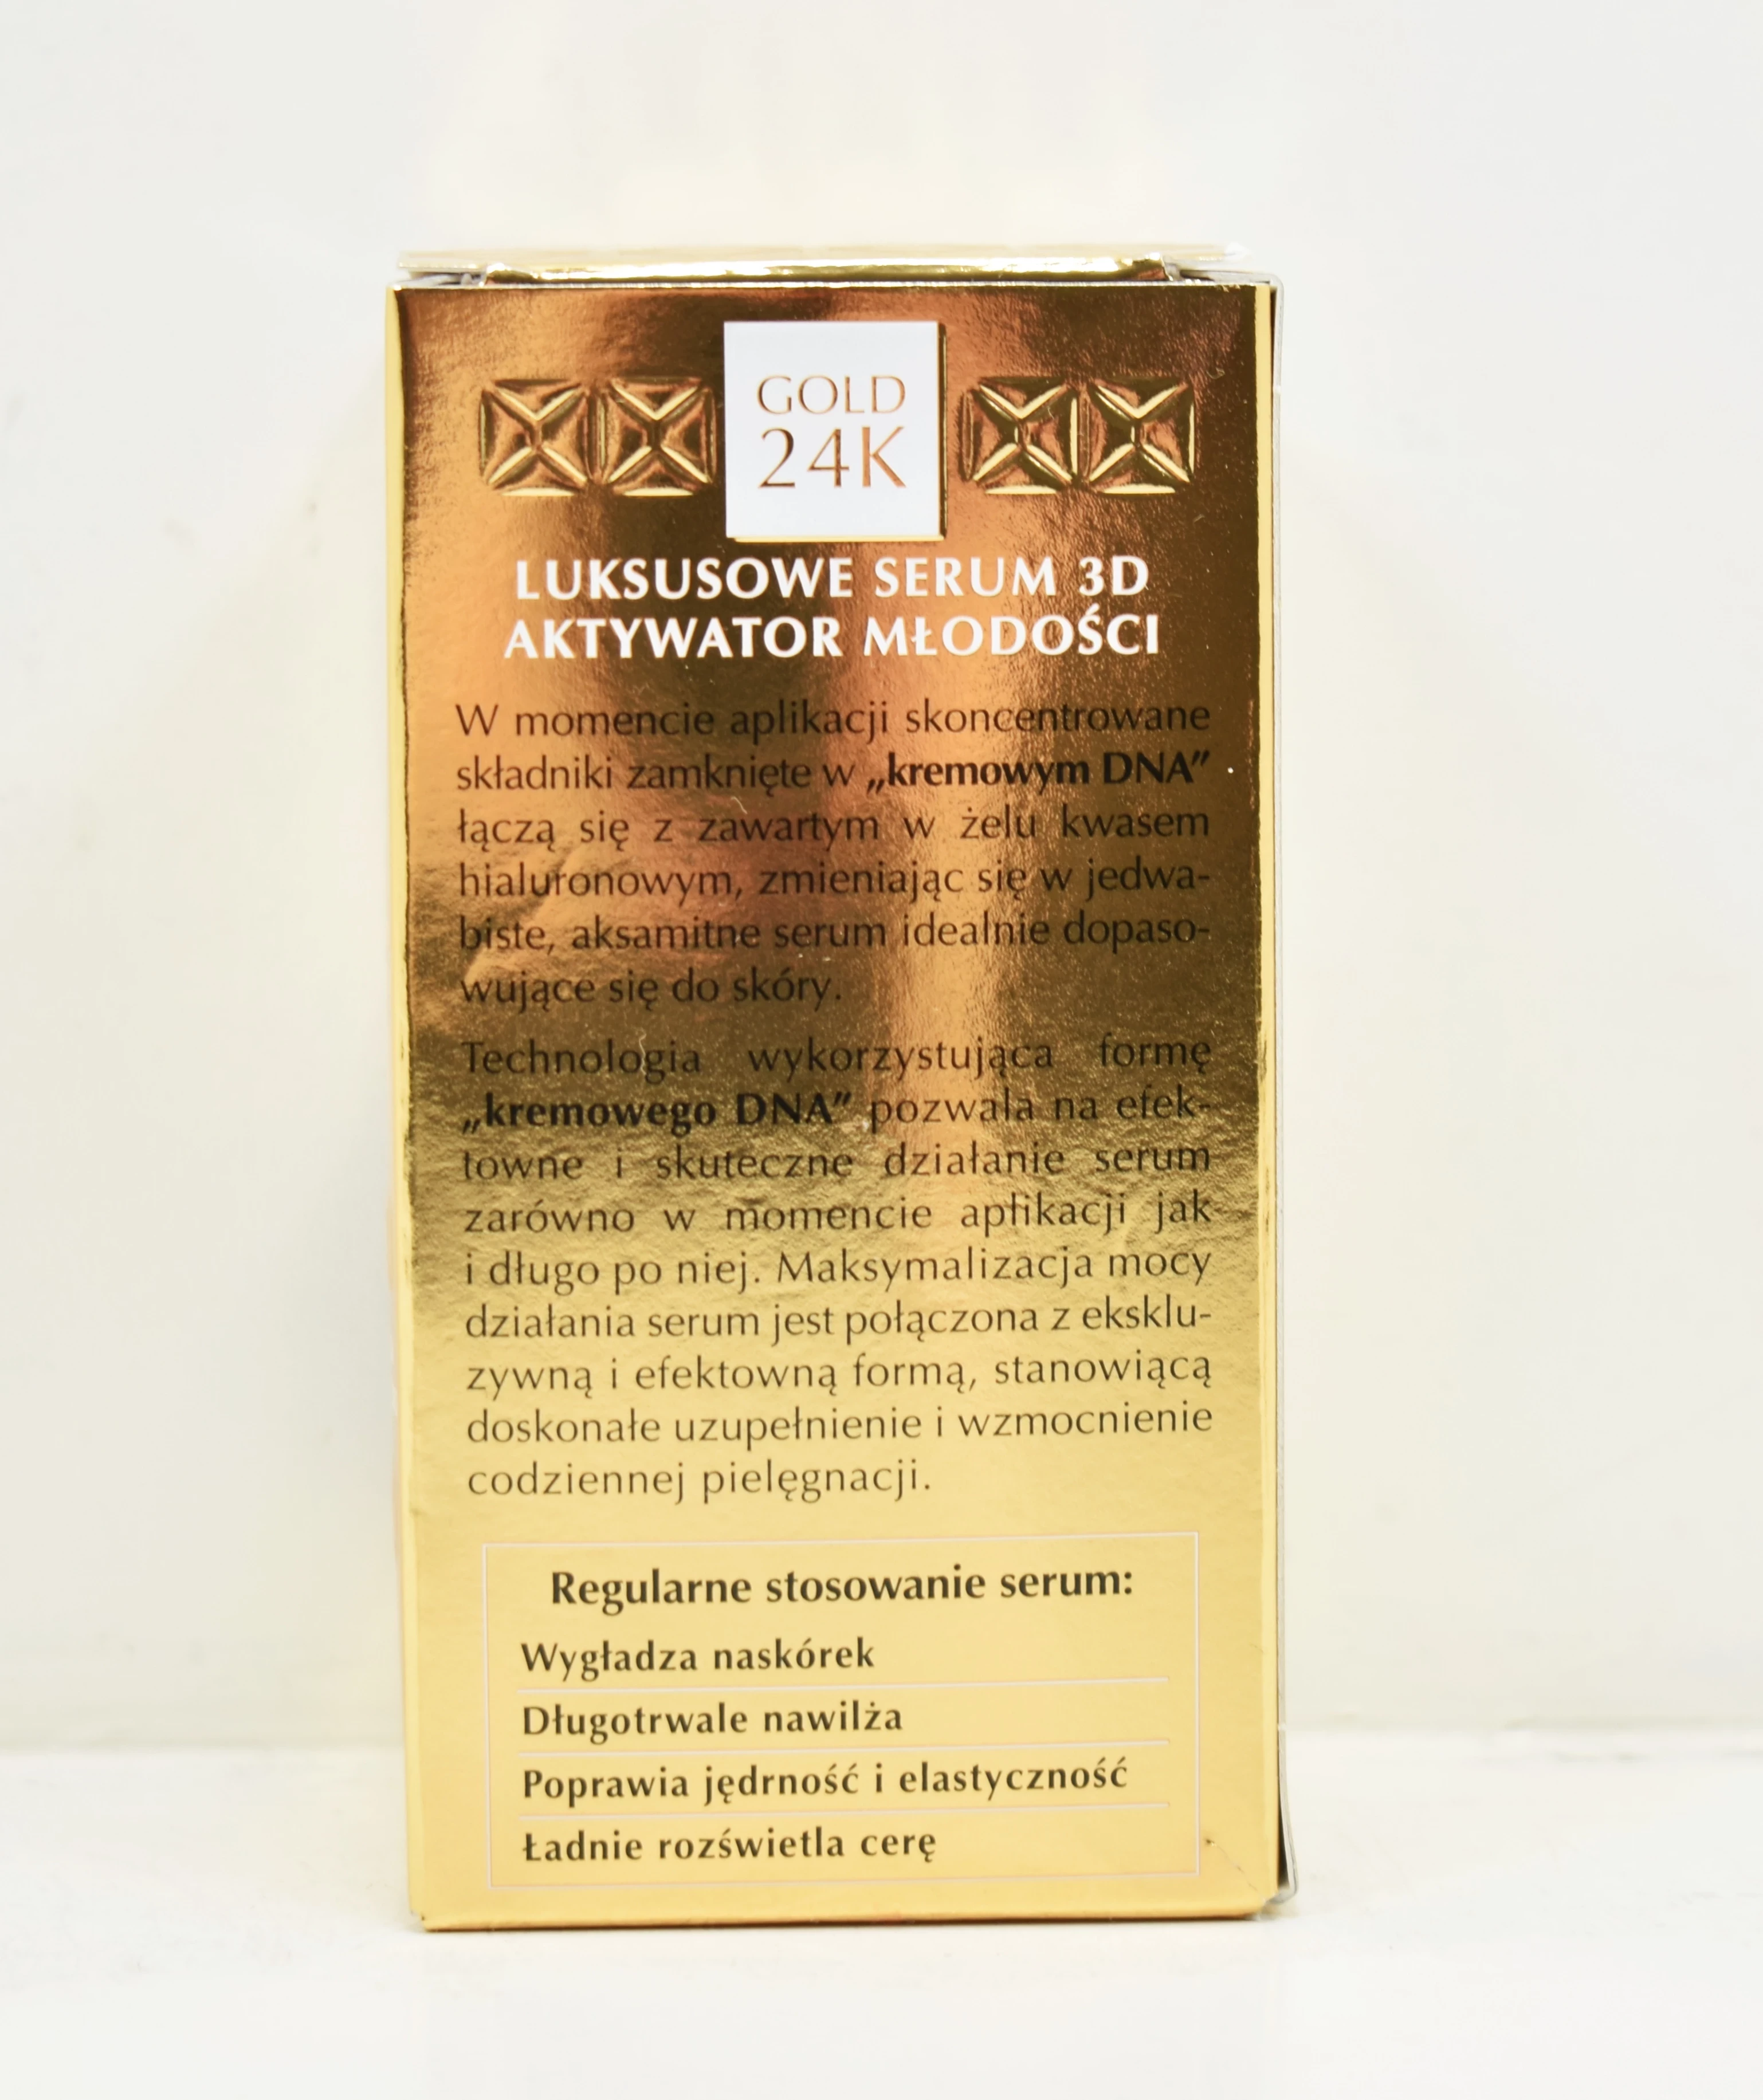 GOLD
24K
LUKSUSOWE SERUM 3D
AKTYWATOR MŁODOŚCI
W momencie aplikacji skoncentrowane
składniki zamknięte w „kremowym DNA”
łączą się z zawartym w żelu kwasem
hialuronowym, zmieniając się w jedwa-
biste, aksamitne serum idealnie dopaso-
wujące się do skóry.
Technologia wykorzystująca formę
„kremowego DNA” pozwala na efek-
towne i skuteczne działanie serum
zarówno w momencie aplikacji jak
i długo po niej. Maksymalizacja mocy
działania serum jest połączona z eksklu-
zywną i efektowną formą, stanowiącą
doskonałe uzupełnienie i wzmocnienie
codziennej pielęgnacji.
Regularne stosowanie serum:
Wygładza naskórek
Długotrwale nawilża
Poprawia jędrność i elastyczność
Ładnie rozświetla cerę